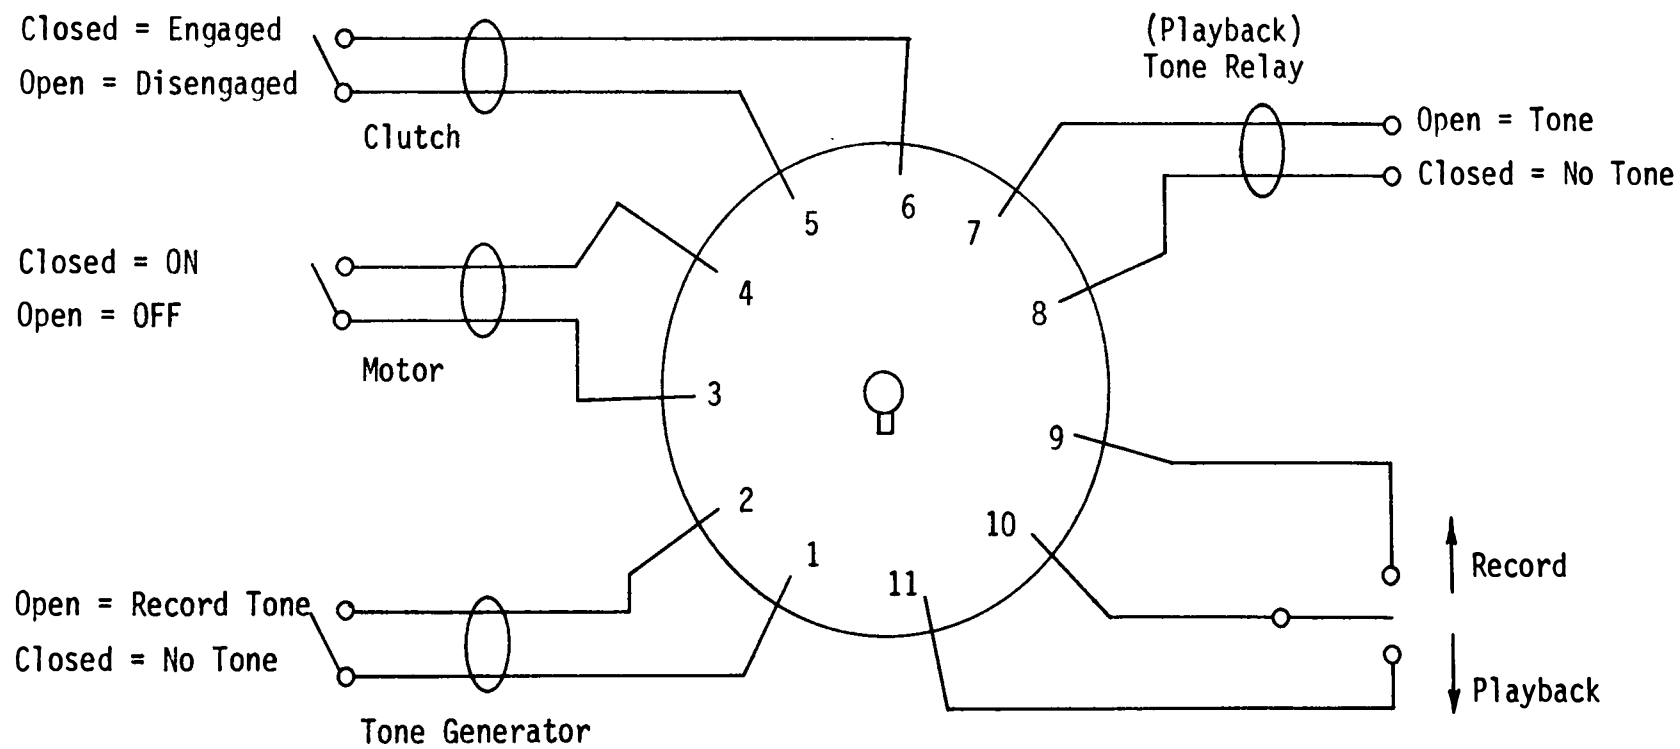 Closed = Engaged
Open = Disengaged
Clutch
(Playback)
Tone Relay
Open = Tone
Closed = No Tone
Closed = ON
Open = OFF
Motor
5
6
7
4
8
3
9
2
10
1
11
Record
Playback
Open = Record Tone
Closed = No Tone
Tone Generator